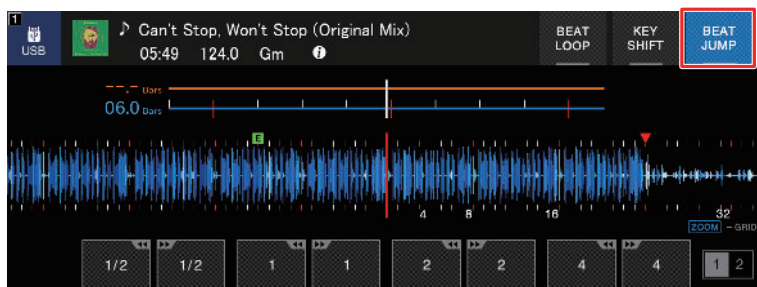 1
USB
♪ Can't Stop, Won't Stop (Original Mix)
05:49 124.0 Gm i
BEAT LOOP
KEY SHIFT
BEAT JUMP
--.- Bars
06.0 Bars
E
4 8 16 32
ZOOM - GRID
1/2 1/2 1 1 2 2 4 4 1 2